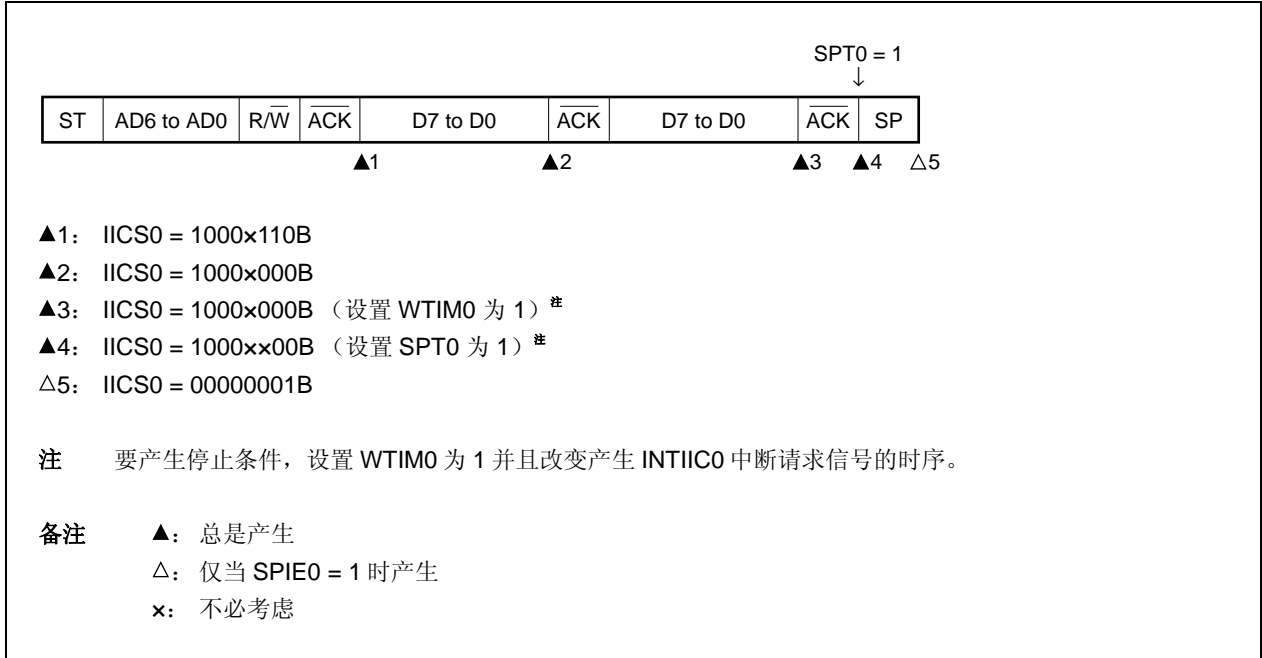 SPT0 = 1
↓
ST AD6 to AD0 R/W̅ A̅C̅K̅ D7 to D0 A̅C̅K̅ D7 to D0 A̅C̅K̅ SP
▲1 ▲2 ▲3 ▲4 △5
▲1： IICS0 = 1000×110B
▲2： IICS0 = 1000×000B
▲3： IICS0 = 1000×000B （设置 WTIM0 为 1）注
▲4： IICS0 = 1000××00B （设置 SPT0 为 1）注
△5： IICS0 = 00000001B
注 要产生停止条件，设置 WTIM0 为 1 并且改变产生 INTIIC0 中断请求信号的时序。
备注 ▲： 总是产生
△： 仅当 SPIE0 = 1 时产生
×： 不必考虑